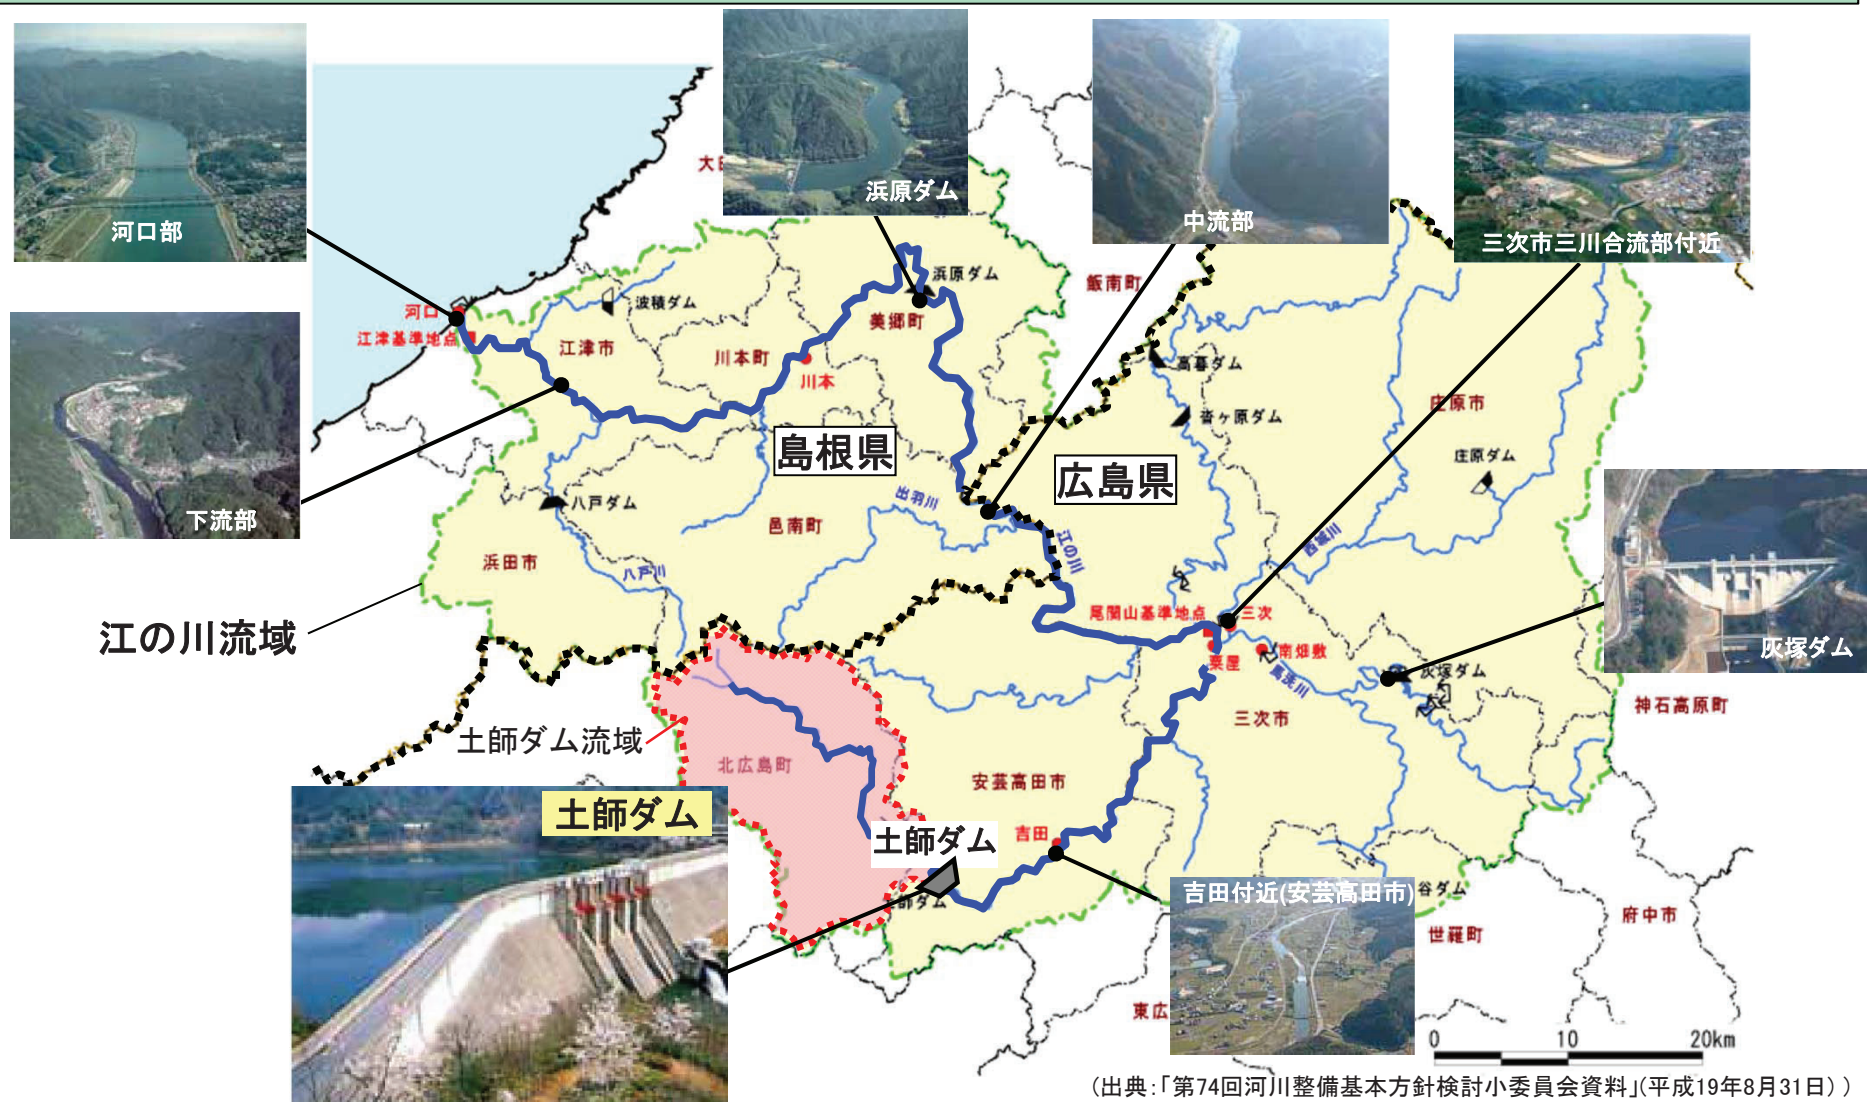 河口部
浜原ダム
中流部
三次市三川合流部付近
浜原ダム
飯南町
河口
江津基準地点
波積ダム
江津市
川本町
川本
美郷町
高暮ダム
沓ヶ原ダム
庄原市
庄原ダム
下流部
島根県
広島県
八戸ダム
邑南町
出羽川
江の川
西城川
浜田市
八戸川
江の川流域
尾関山基準地点
三次
粟屋
南畑敷
馬洗川
灰塚ダム
灰塚ダム
神石高原町
三次市
土師ダム流域
北広島町
安芸高田市
土師ダム
土師ダム
吉田
吉田付近(安芸高田市)
谷ダム
世羅町
府中市
東広
0 10 20km
(出典:「第74回河川整備基本方針検討小委員会資料」(平成19年8月31日))